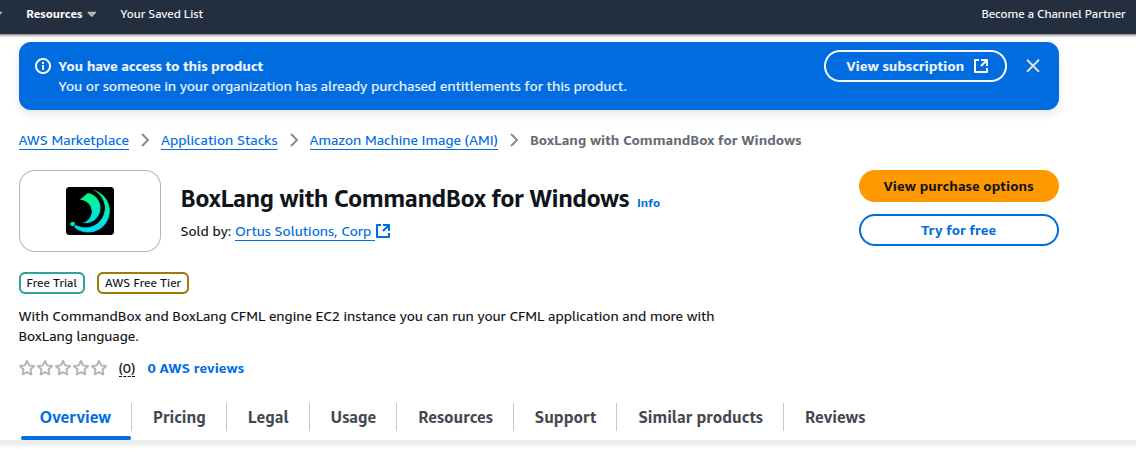 Resources Your Saved List Become a Channel Partner
You have access to this product
View subscription
You or someone in your organization has already purchased entitlements for this product.
AWS Marketplace Application Stacks Amazon Machine Image (AMI) BoxLang with CommandBox for Windows
BoxLang with CommandBox for Windows Info
View purchase options
Sold by: Ortus Solutions, Corp
Try for free
Free Trial AWS Free Tier
With CommandBox and BoxLang CFML engine EC2 instance you can run your CFML application and more with
BoxLang language.
(0) 0 AWS reviews
Overview Pricing Legal Usage Resources Support Similar products Reviews